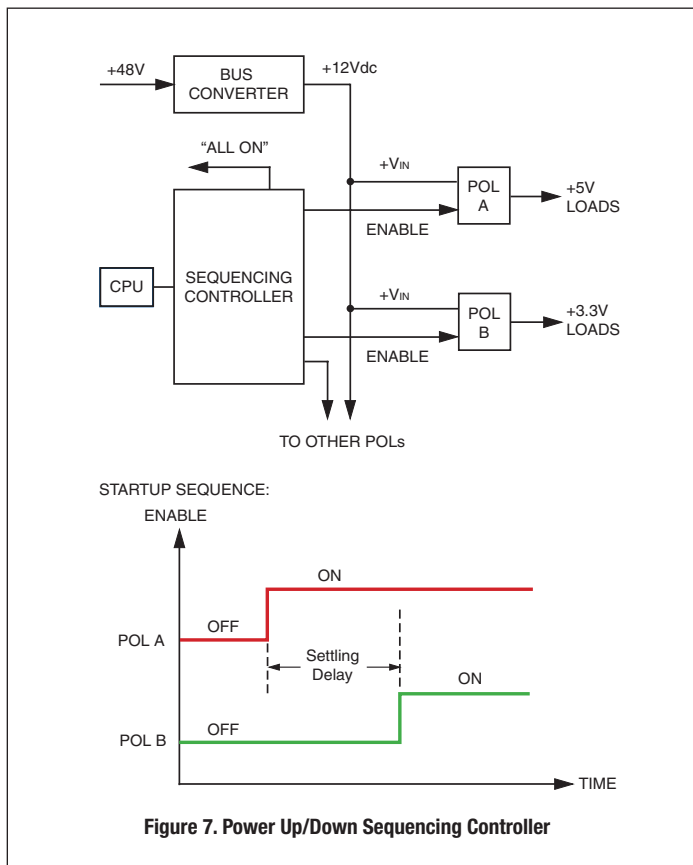 +48V
BUS
CONVERTER
+12Vdc
"ALL ON"
+VIN
POL
A
+5V
LOADS
ENABLE
CPU
SEQUENCING
CONTROLLER
+VIN
POL
B
+3.3V
LOADS
ENABLE
TO OTHER POLs
STARTUP SEQUENCE:
ENABLE
ON
OFF
POL A
Settling
Delay
ON
OFF
POL B
TIME
Figure 7. Power Up/Down Sequencing Controller